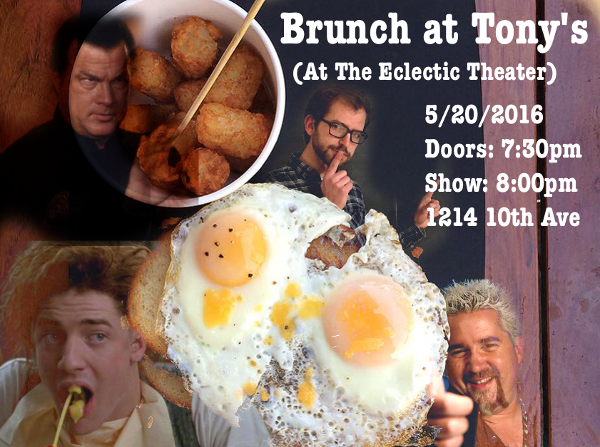 Brunch at Tony's
(At The Eclectic Theater)
5/20/2016
Doors: 7:30pm
Show: 8:00pm
1214 10th Ave